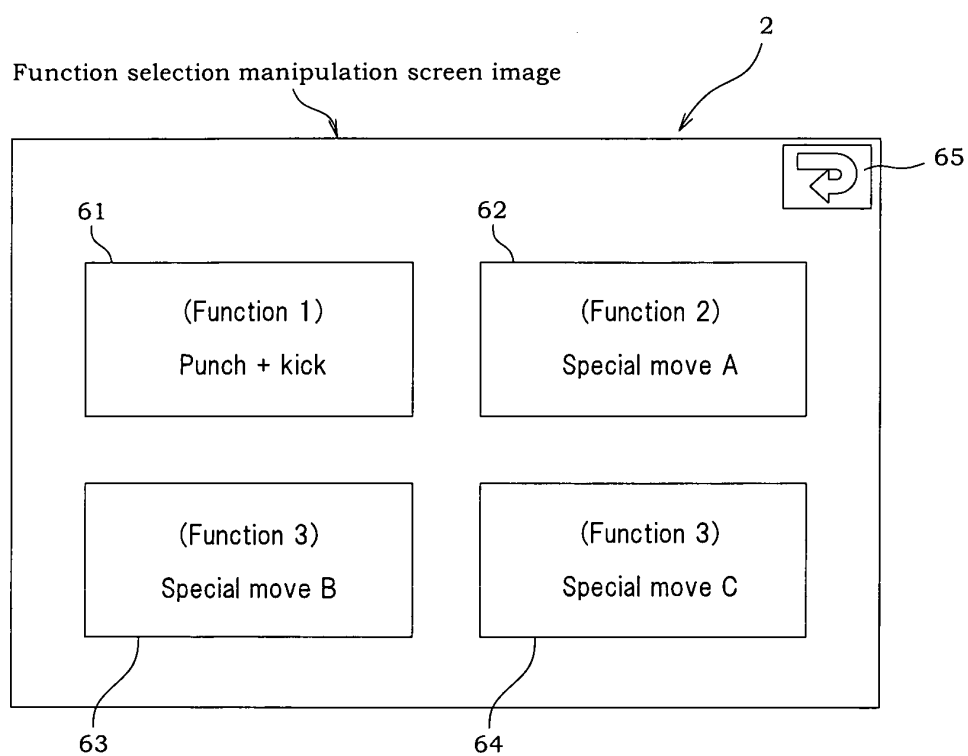 2
Function selection manipulation screen image
65
61
62
(Function 1)
Punch + kick
(Function 2)
Special move A
(Function 3)
Special move B
(Function 3)
Special move C
63
64